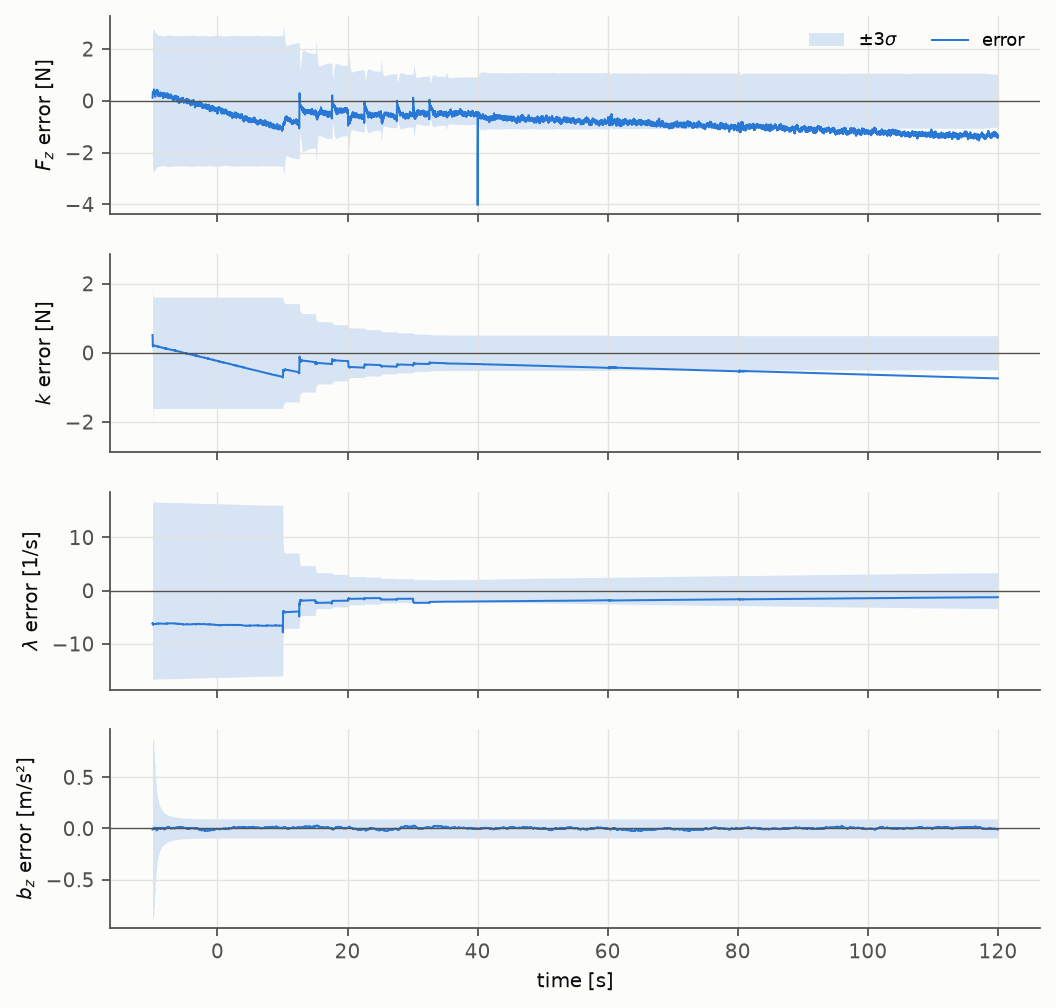 ±3σ error
F_z error [N]
2
0
−2
−4
k error [N]
2
0
−2
λ error [1/s]
10
0
−10
b_z error [m/s²]
0.5
0.0
−0.5
0 20 40 60 80 100 120
time [s]